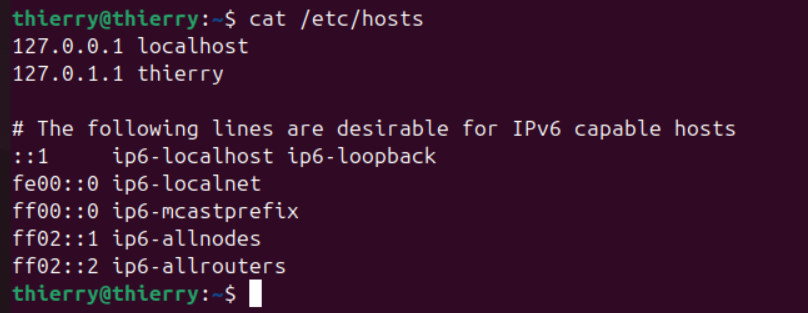 thierry@thierry:~$ cat /etc/hosts
127.0.0.1 localhost
127.0.1.1 thierry

# The following lines are desirable for IPv6 capable hosts
::1     ip6-localhost ip6-loopback
fe00::0 ip6-localnet
ff00::0 ip6-mcastprefix
ff02::1 ip6-allnodes
ff02::2 ip6-allrouters
thierry@thierry:~$